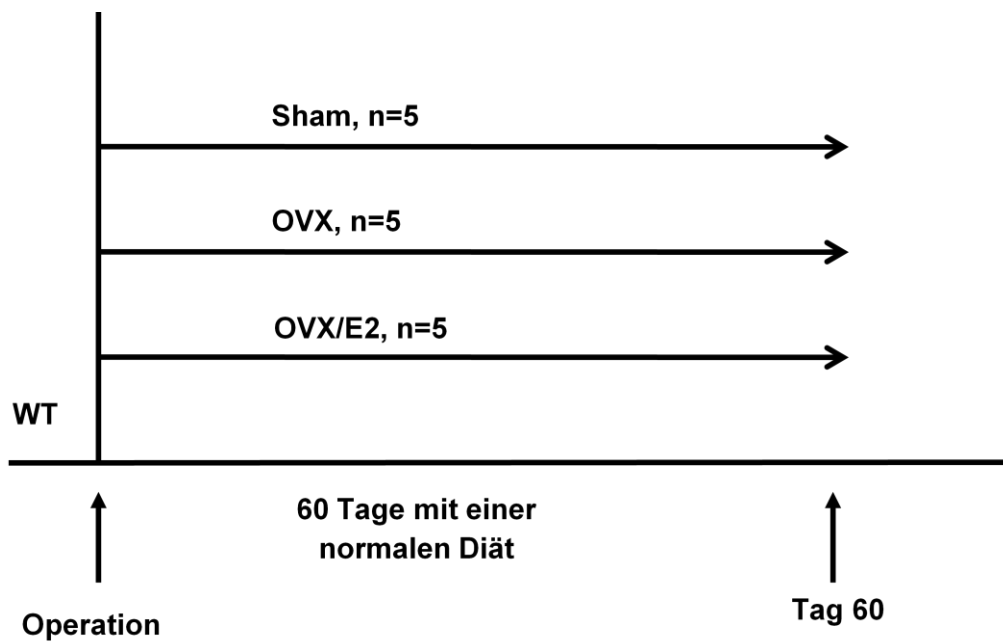 Sham, n=5
OVX, n=5
OVX/E2, n=5
WT
60 Tage mit einer
normalen Diät
Operation
Tag 60